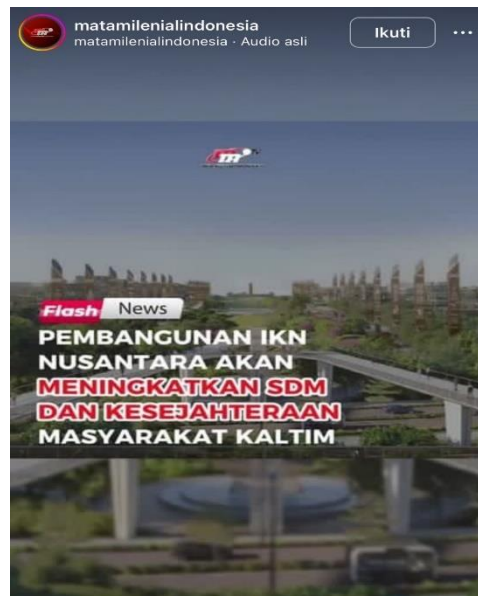 matamilenialindonesia
matamilenialindonesia · Audio asli
Ikuti
Flash News
PEMBANGUNAN IKN
NUSANTARA AKAN
MENINGKATKAN SDM
DAN KESEJAHTERAAN
MASYARAKAT KALTIM